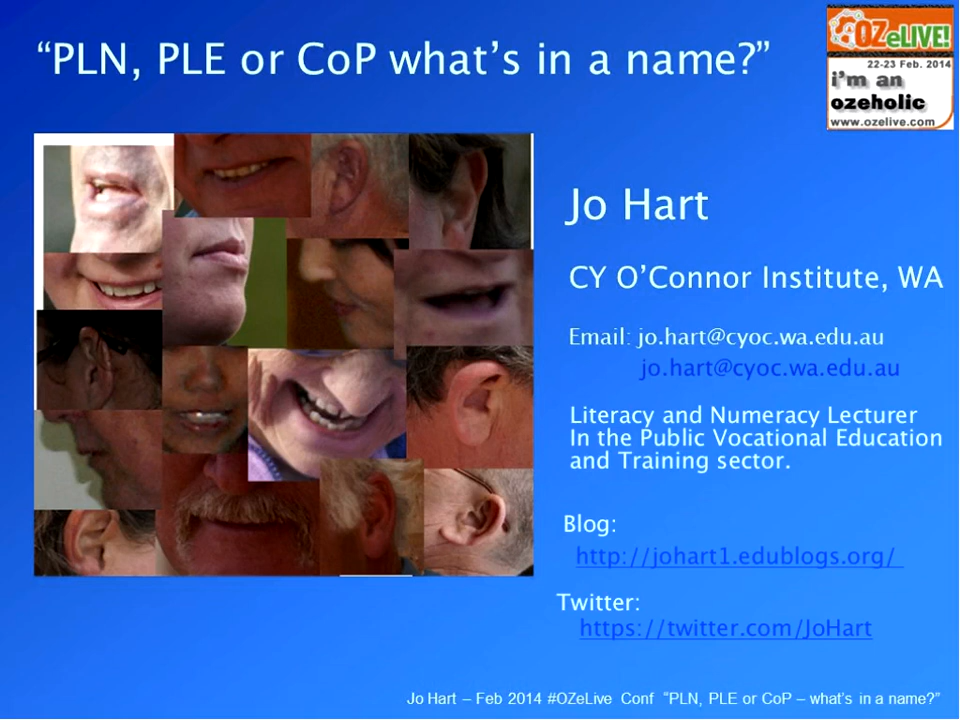 “PLN, PLE or CoP what’s in a name?”
OZeLIVE!
22-23 Feb. 2014
i'm an
ozeholic
www.ozelive.com
Jo Hart
CY O’Connor Institute, WA
Email: jo.hart@cyoc.wa.edu.au
jo.hart@cyoc.wa.edu.au
Literacy and Numeracy Lecturer
In the Public Vocational Education
and Training sector.
Blog:
http://johart1.edublogs.org/
Twitter:
https://twitter.com/JoHart
Jo Hart – Feb 2014 #OZeLive Conf “PLN, PLE or CoP – what’s in a name?”